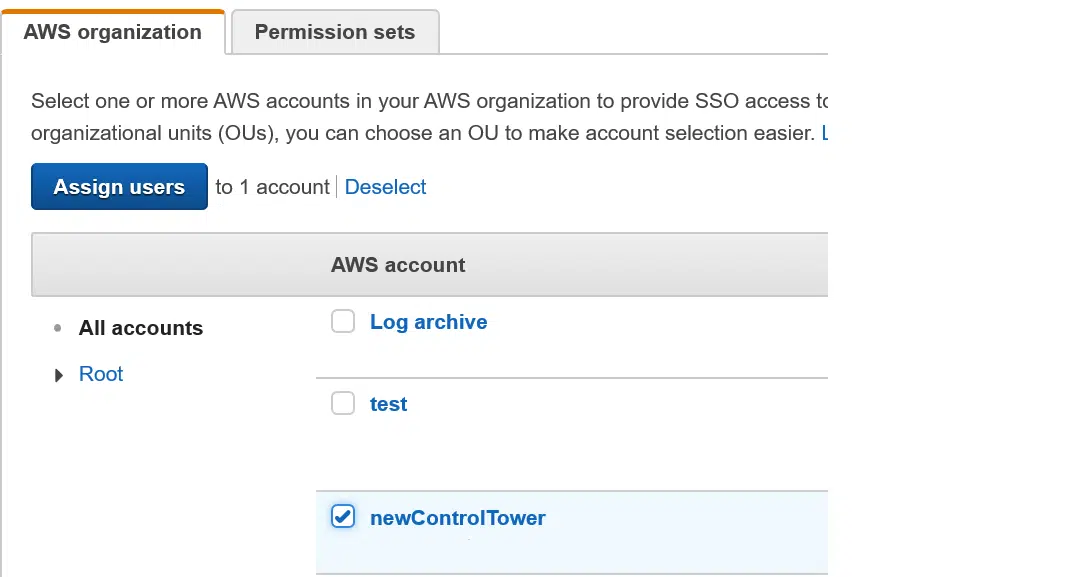 AWS organization
Permission sets
Select one or more AWS accounts in your AWS organization to provide SSO access to
organizational units (OUs), you can choose an OU to make account selection easier. L
Assign users to 1 account Deselect
AWS account
All accounts
Log archive
Root
test
newControlTower